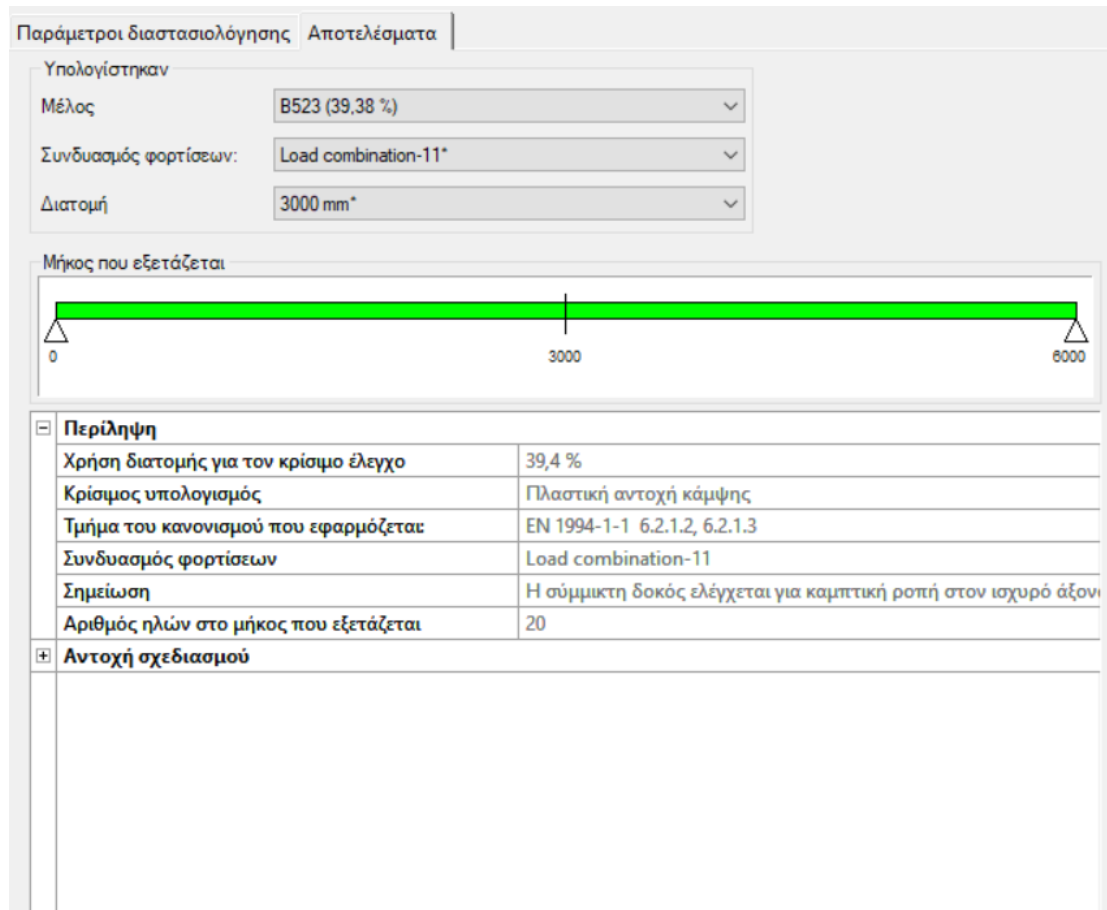 Παράμετροι διαστασιολόγησης Αποτελέσματα
Υπολογίστηκαν
Μέλος B523 (39,38 %)
Συνδυασμός φορτίσεων: Load combination-11*
Διατομή 3000 mm*
Μήκος που εξετάζεται
0 3000 6000
Περίληψη
Χρήση διατομής για τον κρίσιμο έλεγχο 39,4 %
Κρίσιμος υπολογισμός Πλαστική αντοχή κάμψης
Τμήμα του κανονισμού που εφαρμόζεται: EN 1994-1-1 6.2.1.2, 6.2.1.3
Συνδυασμός φορτίσεων Load combination-11
Σημείωση Η σύμμικτη δοκός ελέγχεται για καμπτική ροπή στον ισχυρό
Αριθμός ηλών στο μήκος που εξετάζεται 20
Αντοχή σχεδιασμού